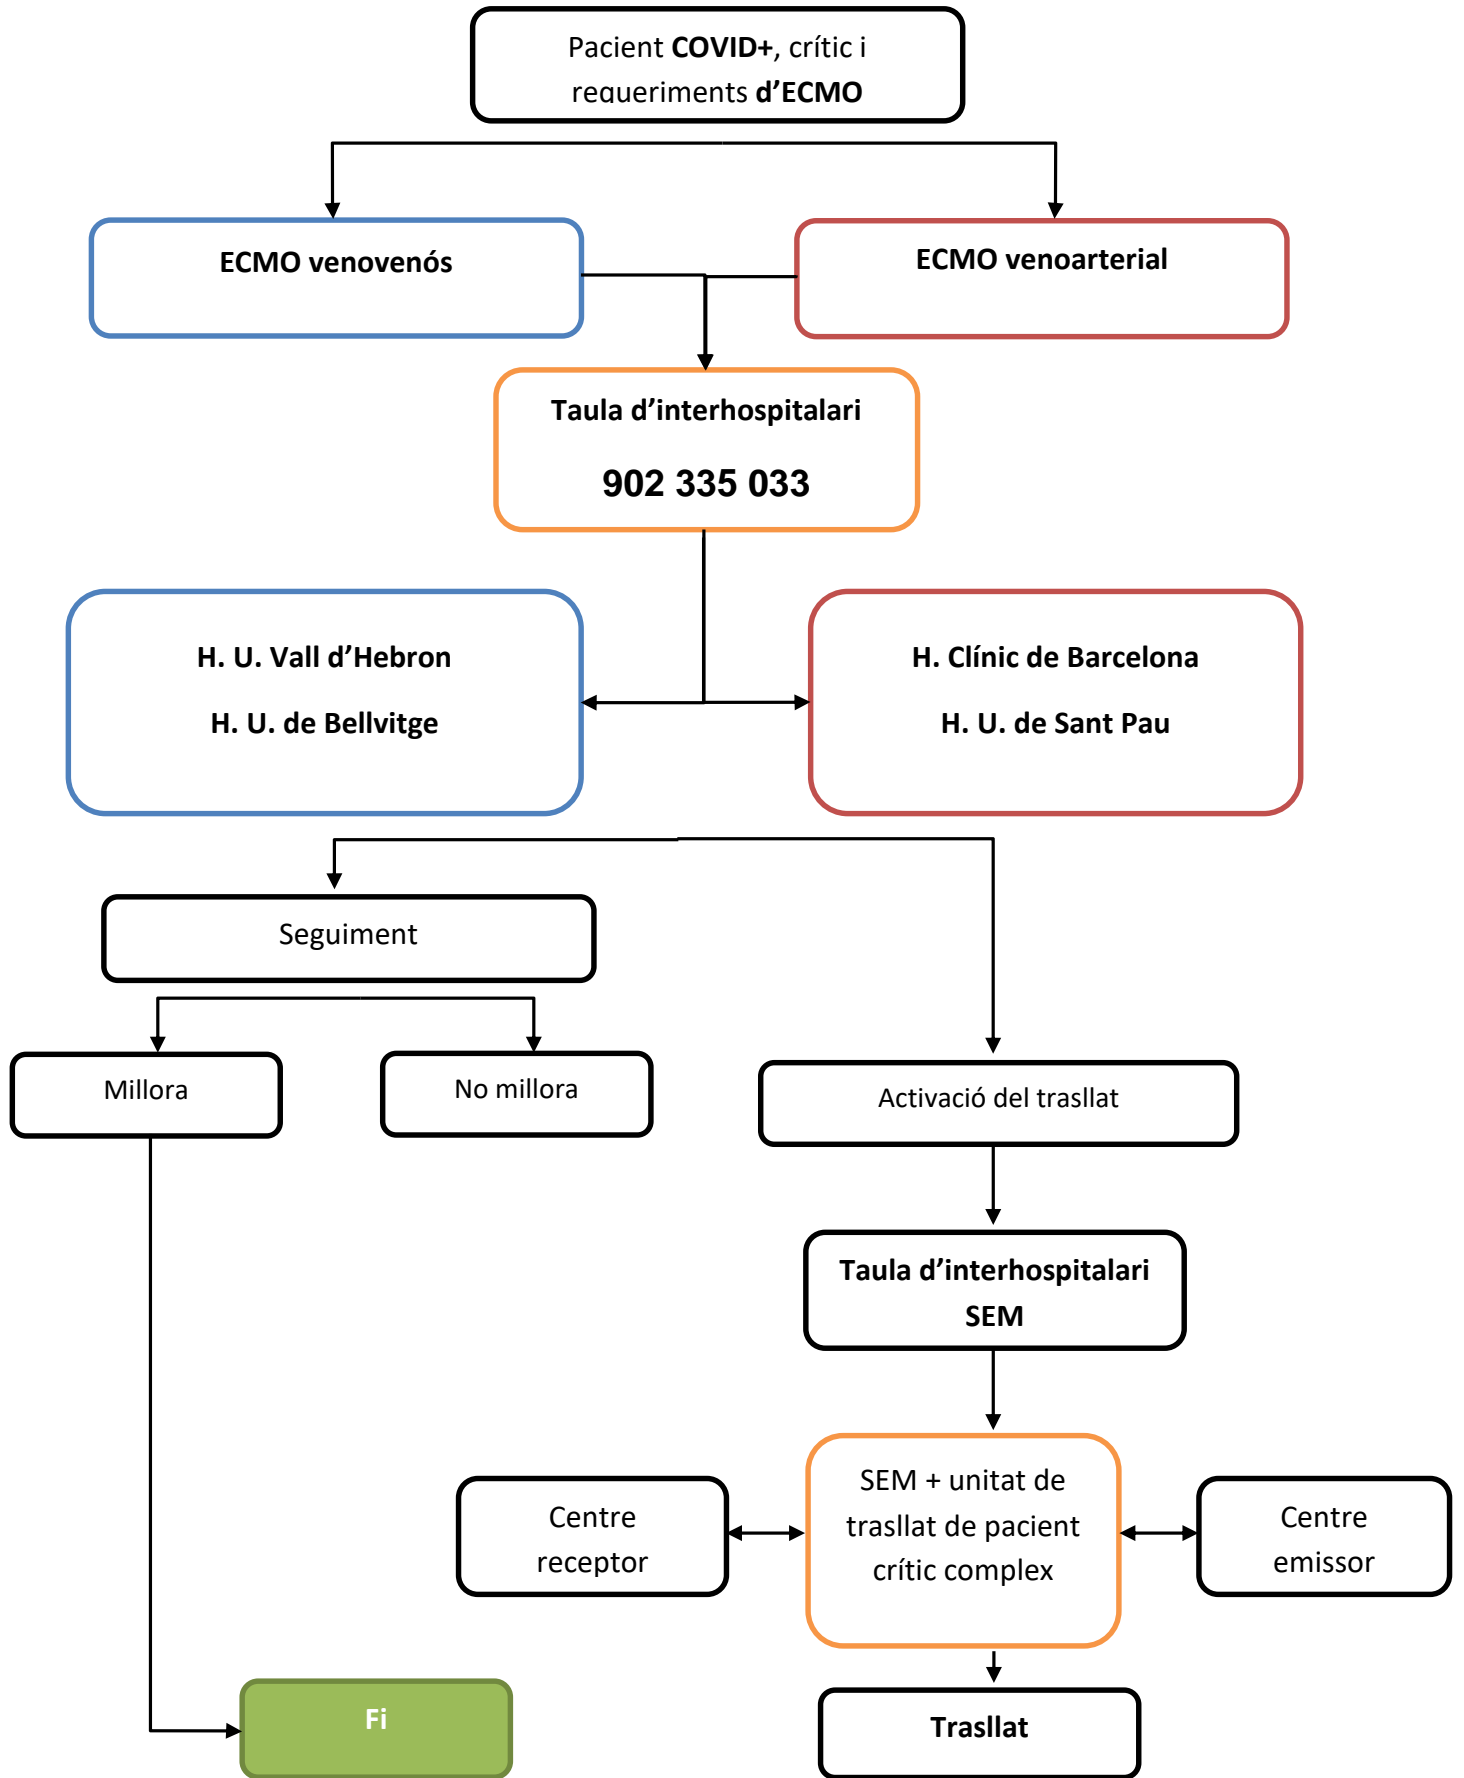 Pacient COVID+, crític i
requeriments d’ECMO
ECMO venovenós
ECMO venoarterial
Taula d’interhospitalari
902 335 033
H. U. Vall d’Hebron
H. U. de Bellvitge
H. Clínic de Barcelona
H. U. de Sant Pau
Seguiment
Millora
No millora
Activació del trasllat
Taula d’interhospitalari
SEM
SEM + unitat de
trasllat de pacient
crític complex
Centre
receptor
Centre
emissor
Fi
Trasllat